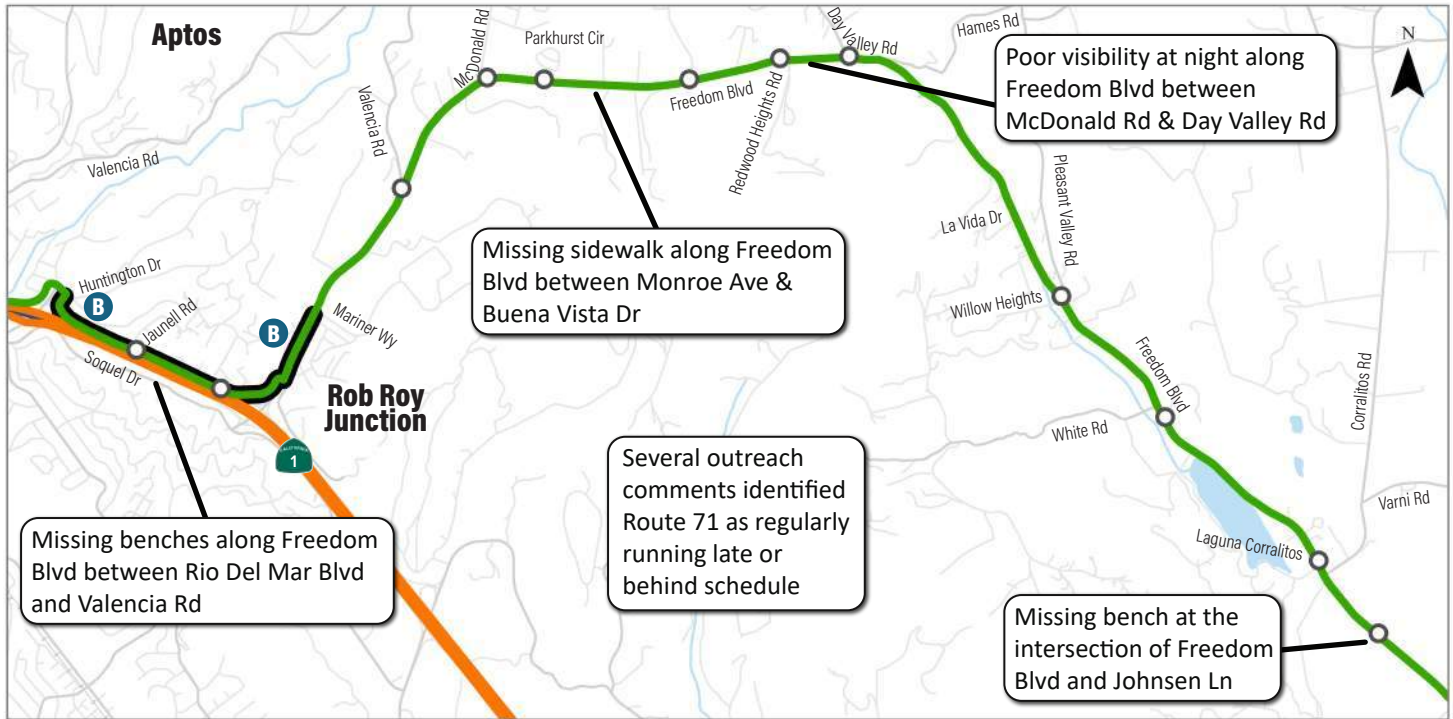 Aptos
McDonald Rd
Parkhurst Cir
Day Valley Rd
Hames Rd
N
Poor visibility at night along
Freedom Blvd between
McDonald Rd & Day Valley Rd
Valencia Rd
Valencia Rd
Freedom Blvd
Redwood Heights Rd
Pleasant Valley Rd
La Vida Dr
Missing sidewalk along Freedom
Blvd between Monroe Ave &
Buena Vista Dr
Huntington Dr
B
Jaunell Rd
B
Mariner Wy
Soquel Dr
Willow Heights
Freedom Blvd
Corralitos Rd
Rob Roy
Junction
CALIFORNIA
1
White Rd
Several outreach
comments identified
Route 71 as regularly
running late or
behind schedule
Varni Rd
Laguna Corralitos
Missing benches along Freedom
Blvd between Rio Del Mar Blvd
and Valencia Rd
Missing bench at the
intersection of Freedom
Blvd and Johnsen Ln